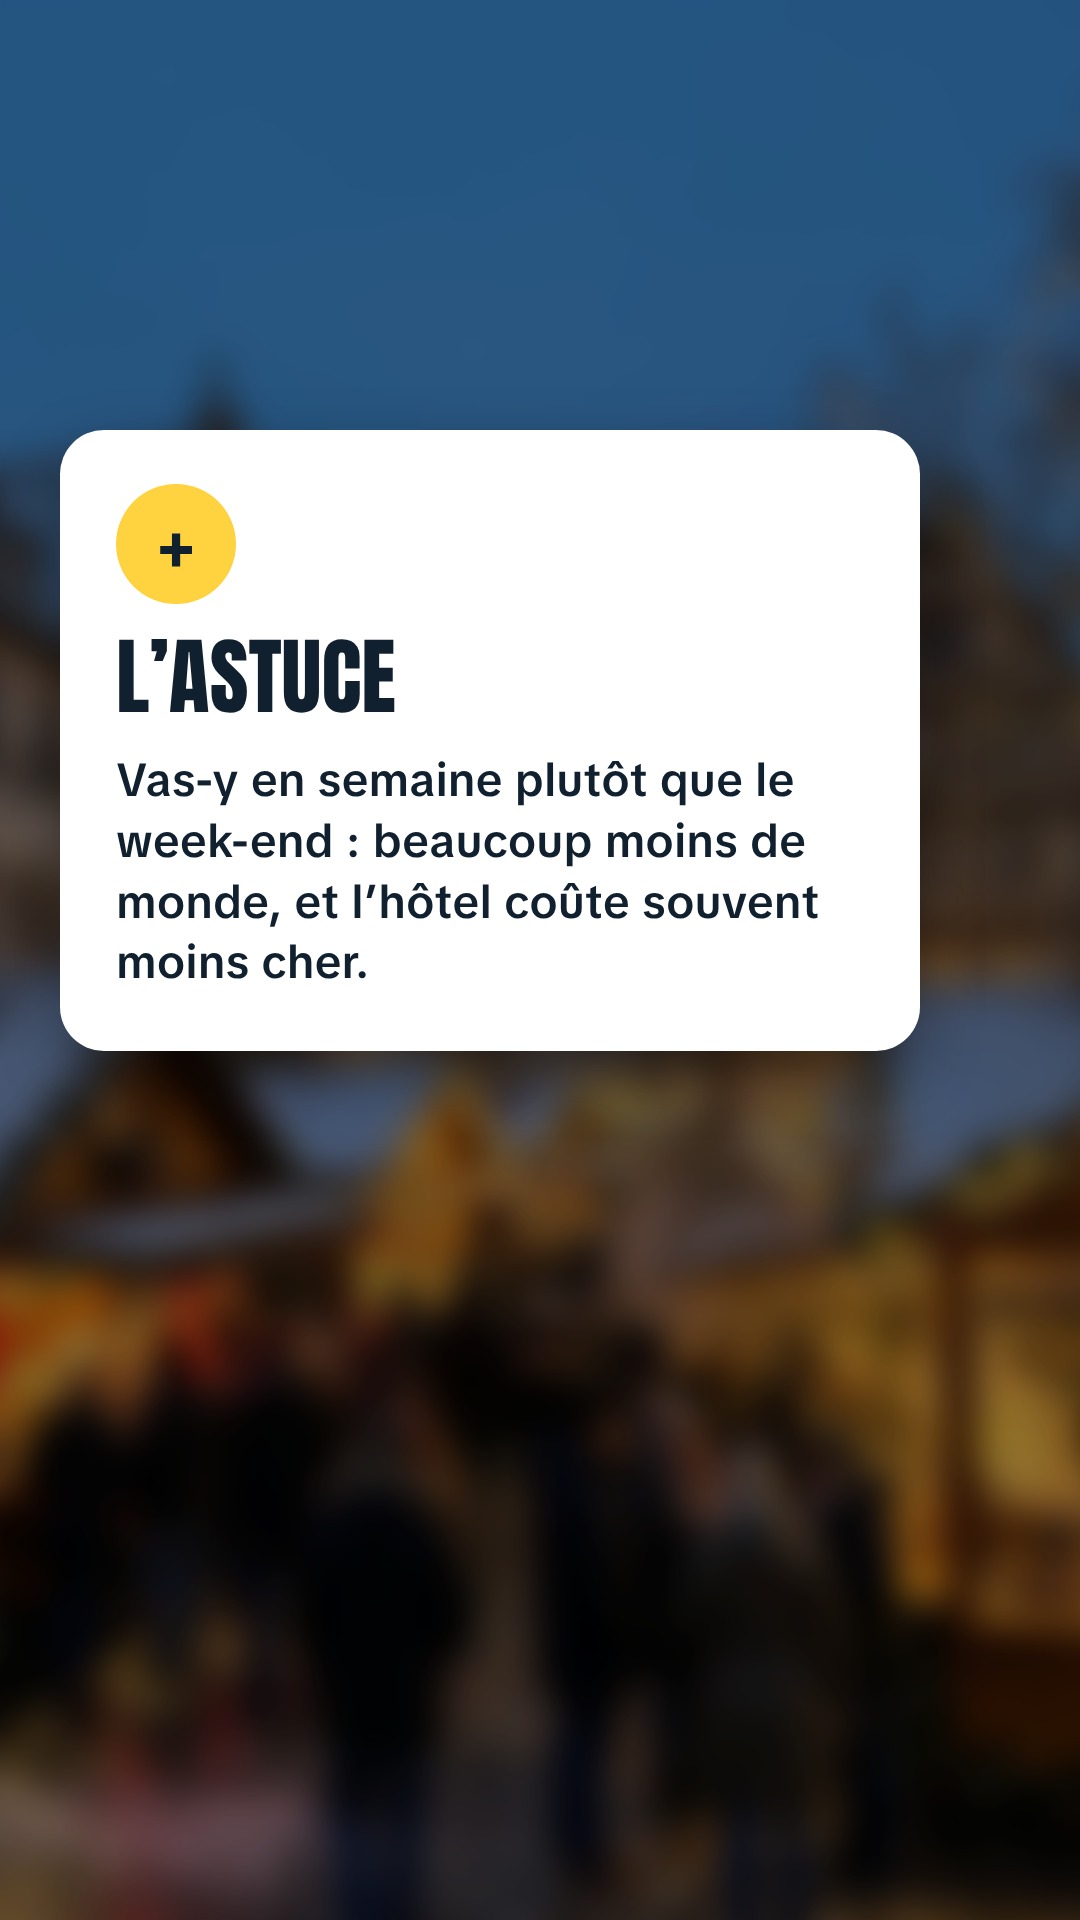 +
L’ASTUCE
Vas-y en semaine plutôt que le
week-end : beaucoup moins de
monde, et l’hôtel coûte souvent
moins cher.